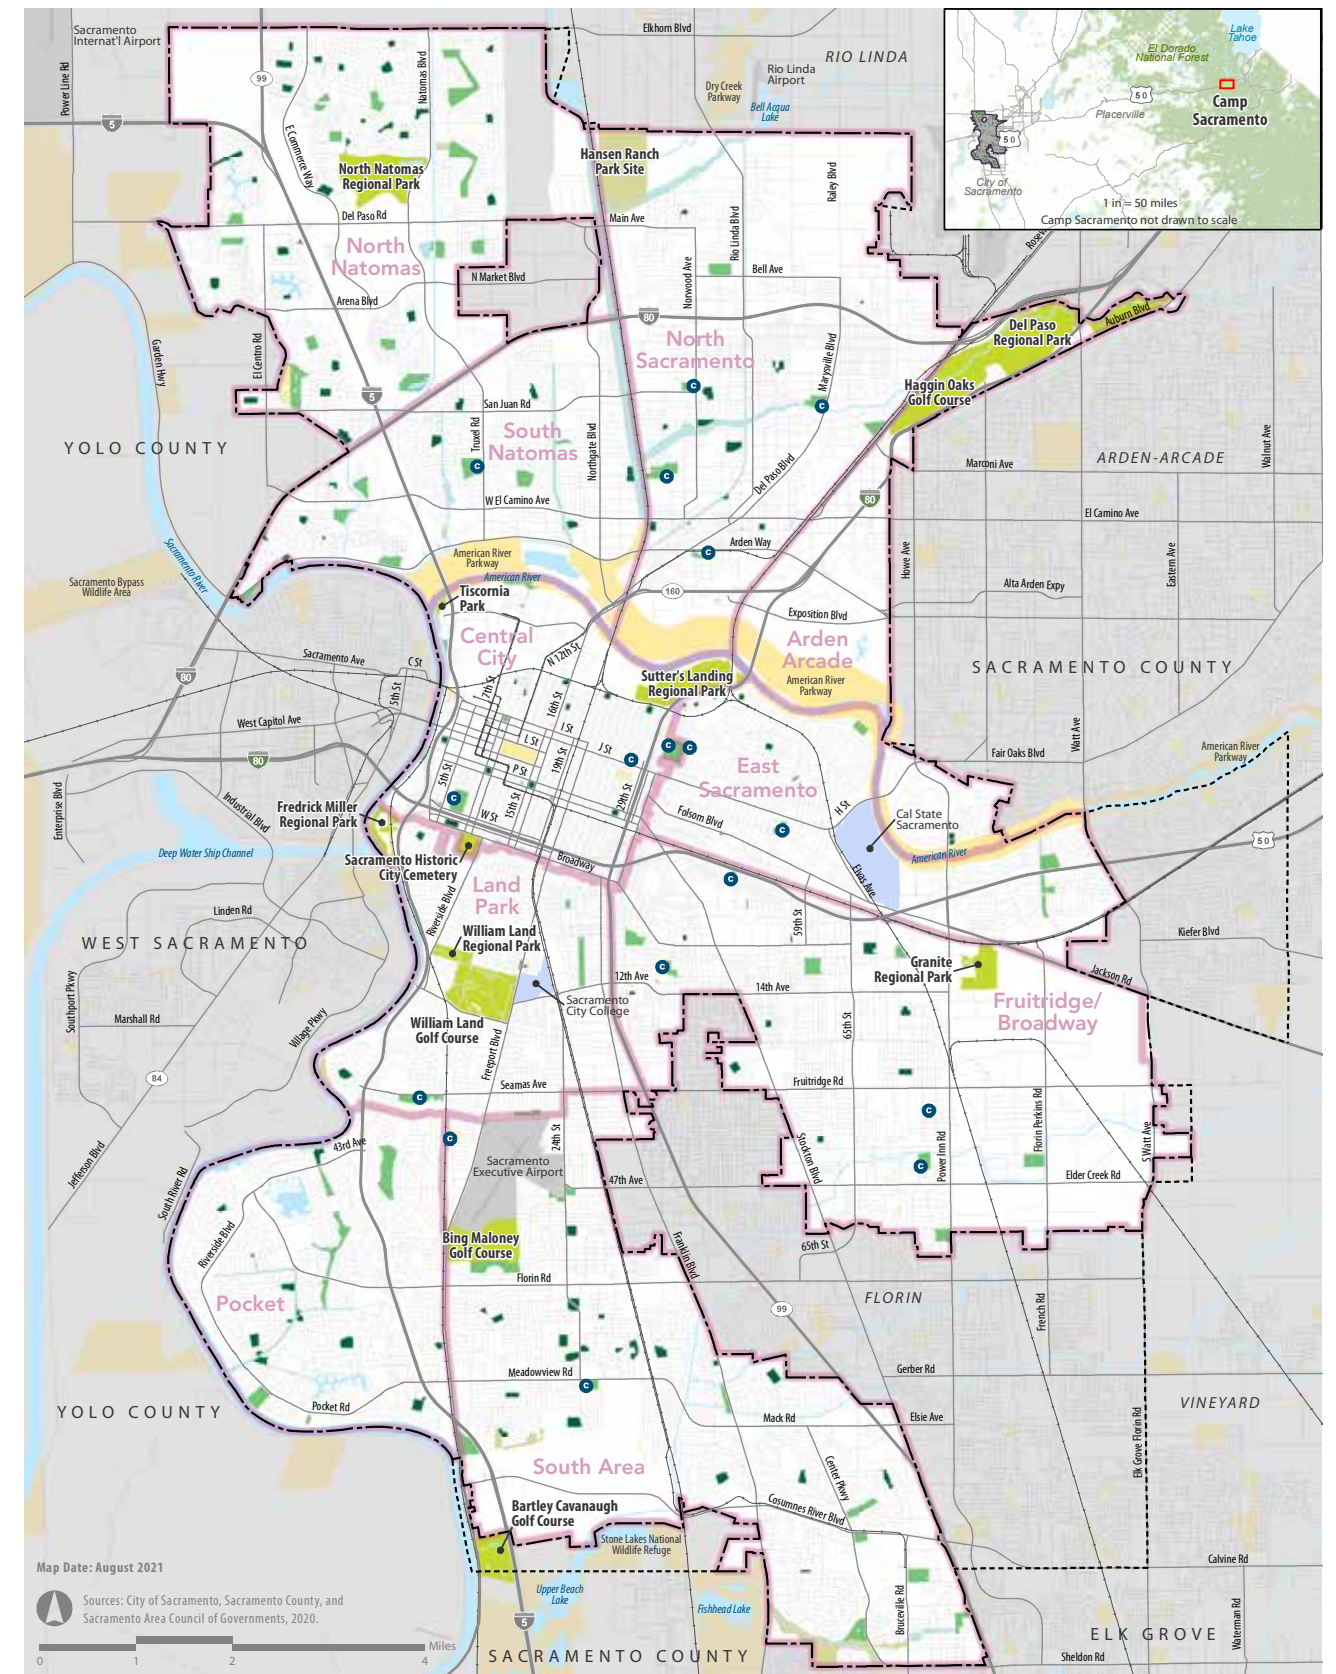 Sacramento
Internat'l Airport
Power Line Rd
99
5
E Commerce Way
Natomas Blvd
North Natomas
Regional Park
Del Paso Rd
North
Natomas
N Market Blvd
Arena Blvd
El Centro Rd
Garden Hwy
Elkhorn Blvd
RIO LINDA
Rio Linda
Airport
Dry Creek
Parkway
Bell Acqua
Lake
Hansen Ranch
Park Site
Raley Blvd
Main Ave
Rio Linda Blvd
Norwood Ave
Bell Ave
80
North
Sacramento
Marysville Blvd
C
C
Lake
Tahoe
El Dorado
National Forest
50
Camp
Sacramento
Placerville
50
City of
Sacramento
1 in = 50 miles
Camp Sacramento not drawn to scale
Del Paso
Regional Park
Auburn Blvd
Haggin Oaks
Golf Course
5
San Juan Rd
South
Natomas
Truxel Rd
Northgate Blvd
C
C
Del Paso Blvd
W El Camino Ave
YOLO COUNTY
ARDEN-ARCADE
Walnut Ave
Marconi Ave
80
El Camino Ave
Howe Ave
Eastern Ave
Alta Arden Expy
Sacramento River
Sacramento Bypass
Wildlife Area
American River
Parkway
American River
Tiscornia
Park
C
Arden Way
160
Exposition Blvd
Central
City
N 12th St
Arden
Arcade
American River
Parkway
SACRAMENTO COUNTY
Sutter's Landing
Regional Park
Sacramento Ave
C St
80
5th St
West Capitol Ave
80
7th St
16th St
I St
J St
L St
P St
19th St
5th St
15th St
W St
29th St
C
C
C
C
East
Sacramento
Folsom Blvd
C
H St
Cal State
Sacramento
Elvas Ave
American River
Fair Oaks Blvd
Watt Ave
American River
Parkway
50
Enterprise Blvd
Industrial Blvd
Fredrick Miller
Regional Park
Deep Water Ship Channel
Sacramento Historic
City Cemetery
Broadway
Land
Park
Riverside Blvd
William Land
Regional Park
C
59th St
Linden Rd
WEST SACRAMENTO
Southport Pkwy
Marshall Rd
Village Pkwy
84
Jefferson Blvd
12th Ave
C
14th Ave
Sacramento
City College
William Land
Golf Course
Freeport Blvd
Seamas Ave
C
C
43rd Ave
24th St
Granite
Regional Park
Kiefer Blvd
Jackson Rd
Fruitridge/
Broadway
65th St
Fruitridge Rd
C
C
Power Inn Rd
Florin Perkins Rd
S Watt Ave
Elder Creek Rd
Stockton Blvd
Sacramento
Executive Airport
47th Ave
South River Rd
Riverside Blvd
Bing Maloney
Golf Course
Florin Rd
Franklin Blvd
65th St
FLORIN
French Rd
99
Pocket
Meadowview Rd
C
Gerber Rd
Pocket Rd
YOLO COUNTY
Mack Rd
Elsie Ave
VINEYARD
Elk Grove Florin Rd
South Area
Center Pkwy
Cosumnes River Blvd
Bartley Cavanaugh
Golf Course
Stone Lakes National
Wildlife Refuge
Calvine Rd
Upper Beach
Lake
Fishhead Lake
Bruceville Rd
5
ELK GROVE
Waterman Rd
Sheldon Rd
SACRAMENTO COUNTY
Map Date: August 2021
Sources: City of Sacramento, Sacramento County, and
Sacramento Area Council of Governments, 2020.
Miles
0 1 2 4